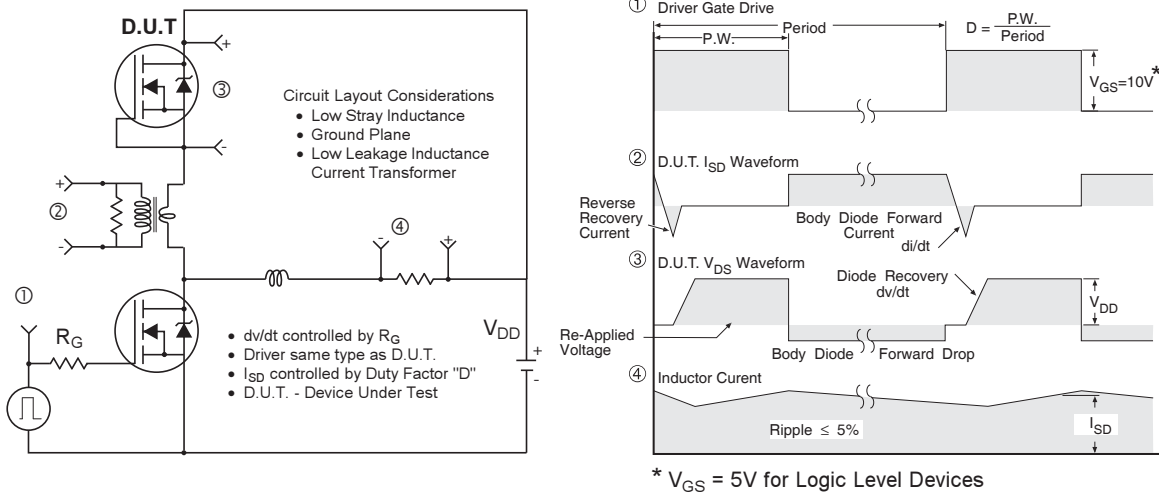 D.U.T
+
③
-
Circuit Layout Considerations
• Low Stray Inductance
• Ground Plane
• Low Leakage Inductance
Current Transformer
+
②
-
④
-
+
①
RG
• dv/dt controlled by RG
• Driver same type as D.U.T.
• ISD controlled by Duty Factor "D"
• D.U.T. - Device Under Test
VDD
+
-
① Driver Gate Drive
P.W.
Period
D = P.W.
Period
VGS=10V*
② D.U.T. ISD Waveform
Reverse
Recovery
Current
Body Diode Forward
Current
di/dt
③ D.U.T. VDS Waveform
Diode Recovery
dv/dt
VDD
Re-Applied
Voltage
Body Diode Forward Drop
④ Inductor Curent
Ripple ≤ 5%
ISD
* VGS = 5V for Logic Level Devices